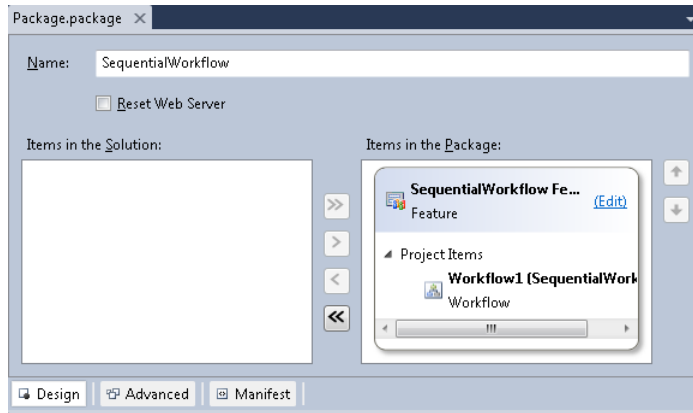 Package.package
Name: SequentialWorkflow
Reset Web Server
Items in the Solution: Items in the Package:
SequentialWorkflow Fe... (Edit)
Feature
Project Items
Workflow1 (SequentialWork
Workflow
Design Advanced Manifest